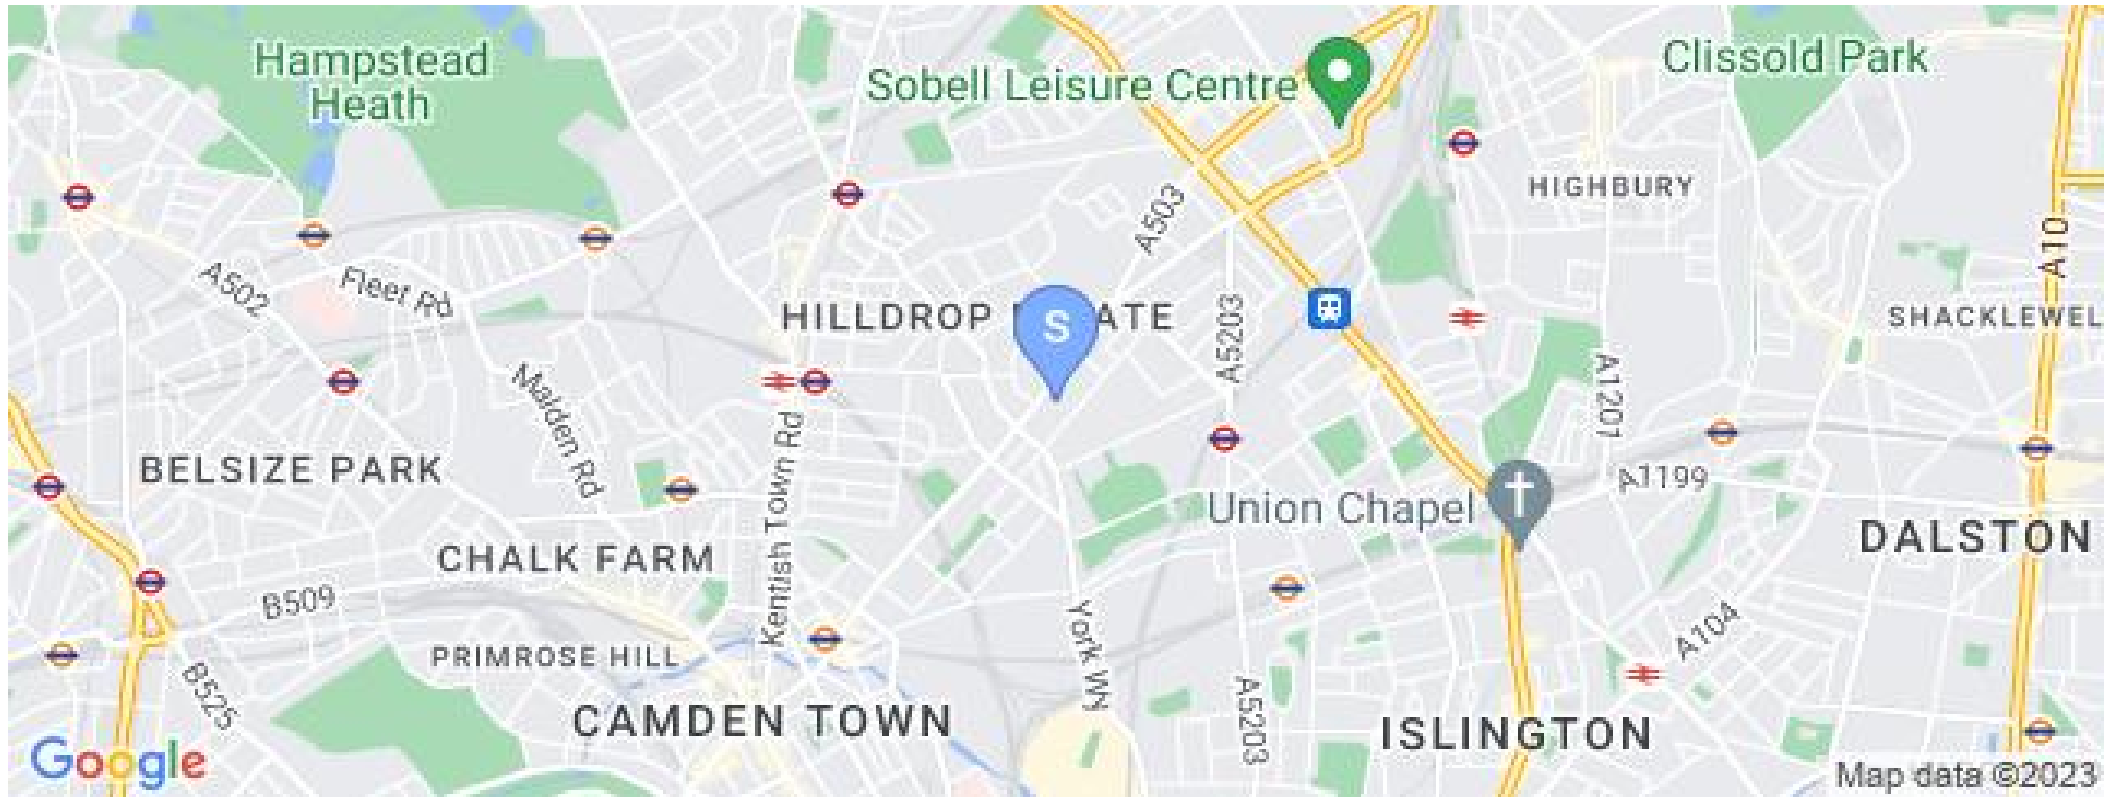 Hampstead
Heath
Sobell Leisure Centre
Clissold Park
HIGHBURY
A503
A10
A502
Fleet Rd
HILLDROP
ATE
S
A5203
SHACKLEWEL
Malden Rd
A1201
BELSIZE PARK
Kentish Town Rd
A1199
Union Chapel
DALSTON
CHALK FARM
B509
York Wy
A104
PRIMROSE HILL
B525
A5203
CAMDEN TOWN
ISLINGTON
Google
Map data ©2023